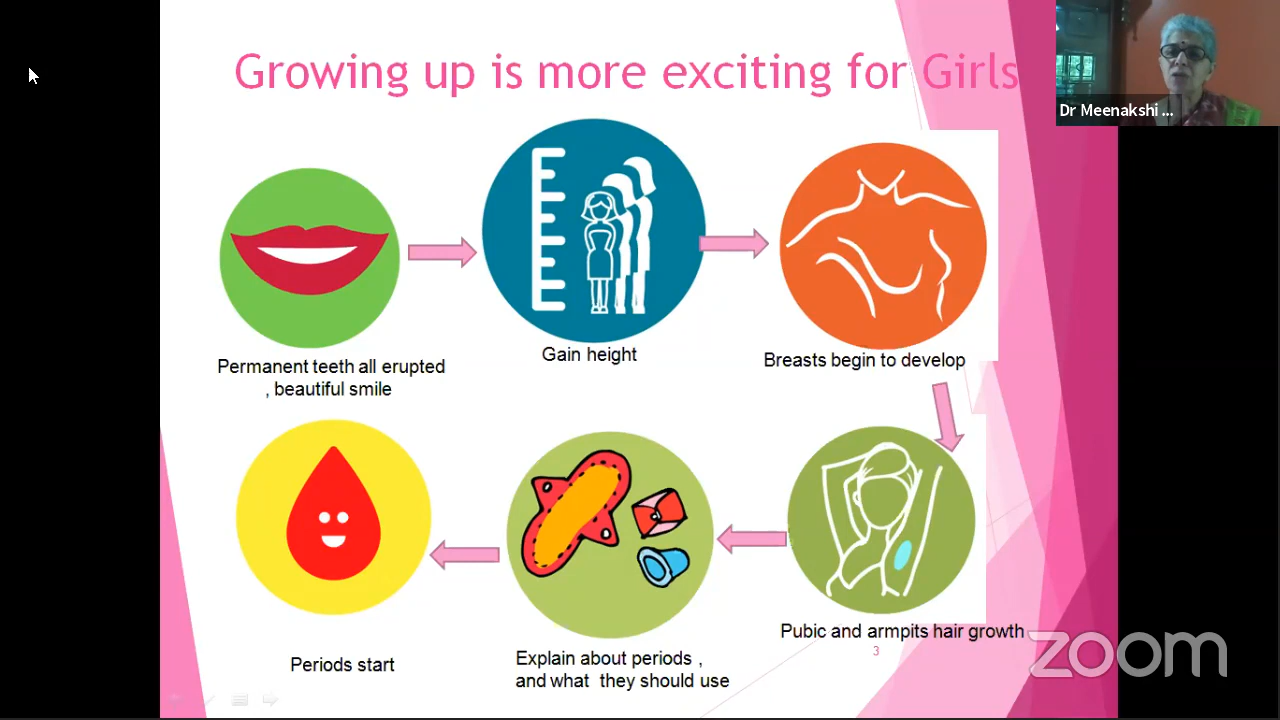 Growing up is more exciting for Girls
Dr Meenakshi ...
Permanent teeth all erupted
, beautiful smile
Gain height
Breasts begin to develop
Periods start
Explain about periods ,
and what they should use
Pubic and armpits hair growth
3
zoom